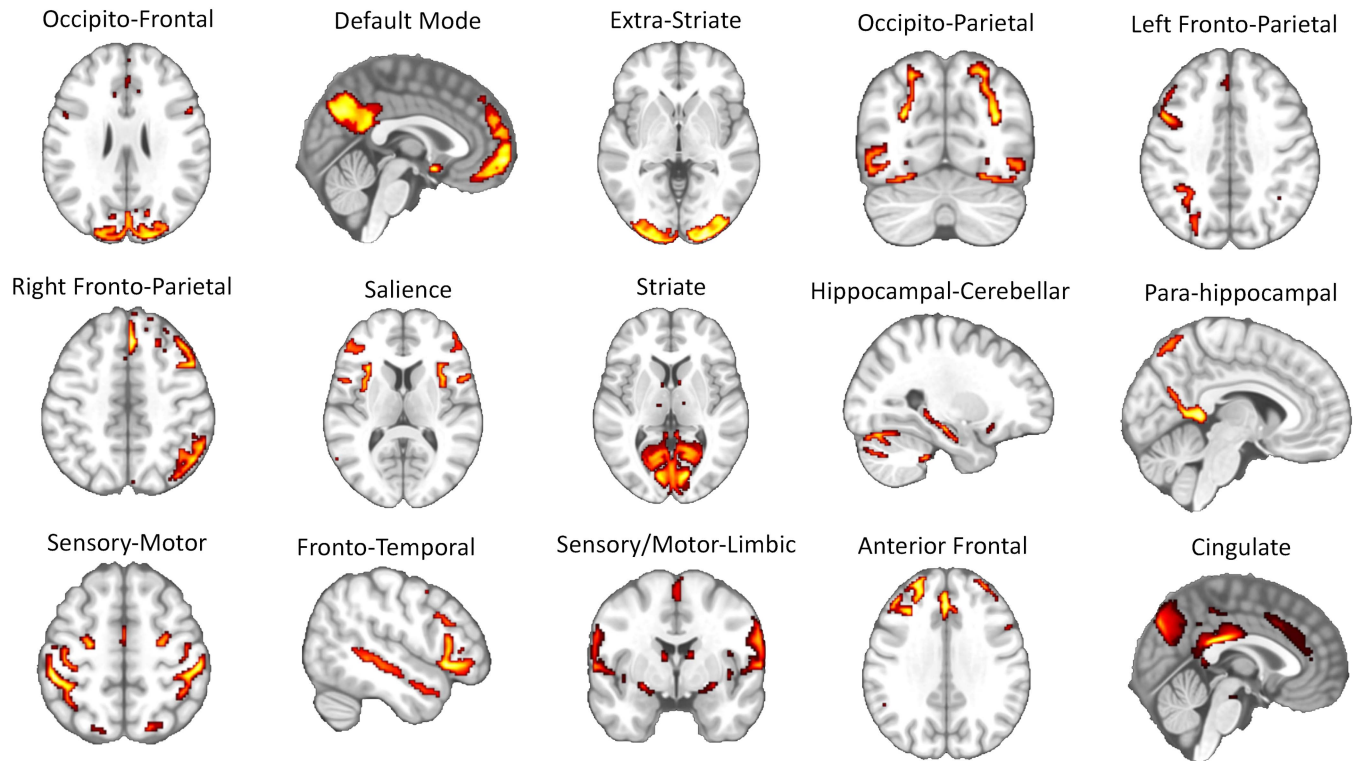 Occipito-Frontal
Default Mode
Extra-Striate
Occipito-Parietal
Left Fronto-Parietal
Right Fronto-Parietal
Salience
Striate
Hippocampal-Cerebellar
Para-hippocampal
Sensory-Motor
Fronto-Temporal
Sensory/Motor-Limbic
Anterior Frontal
Cingulate